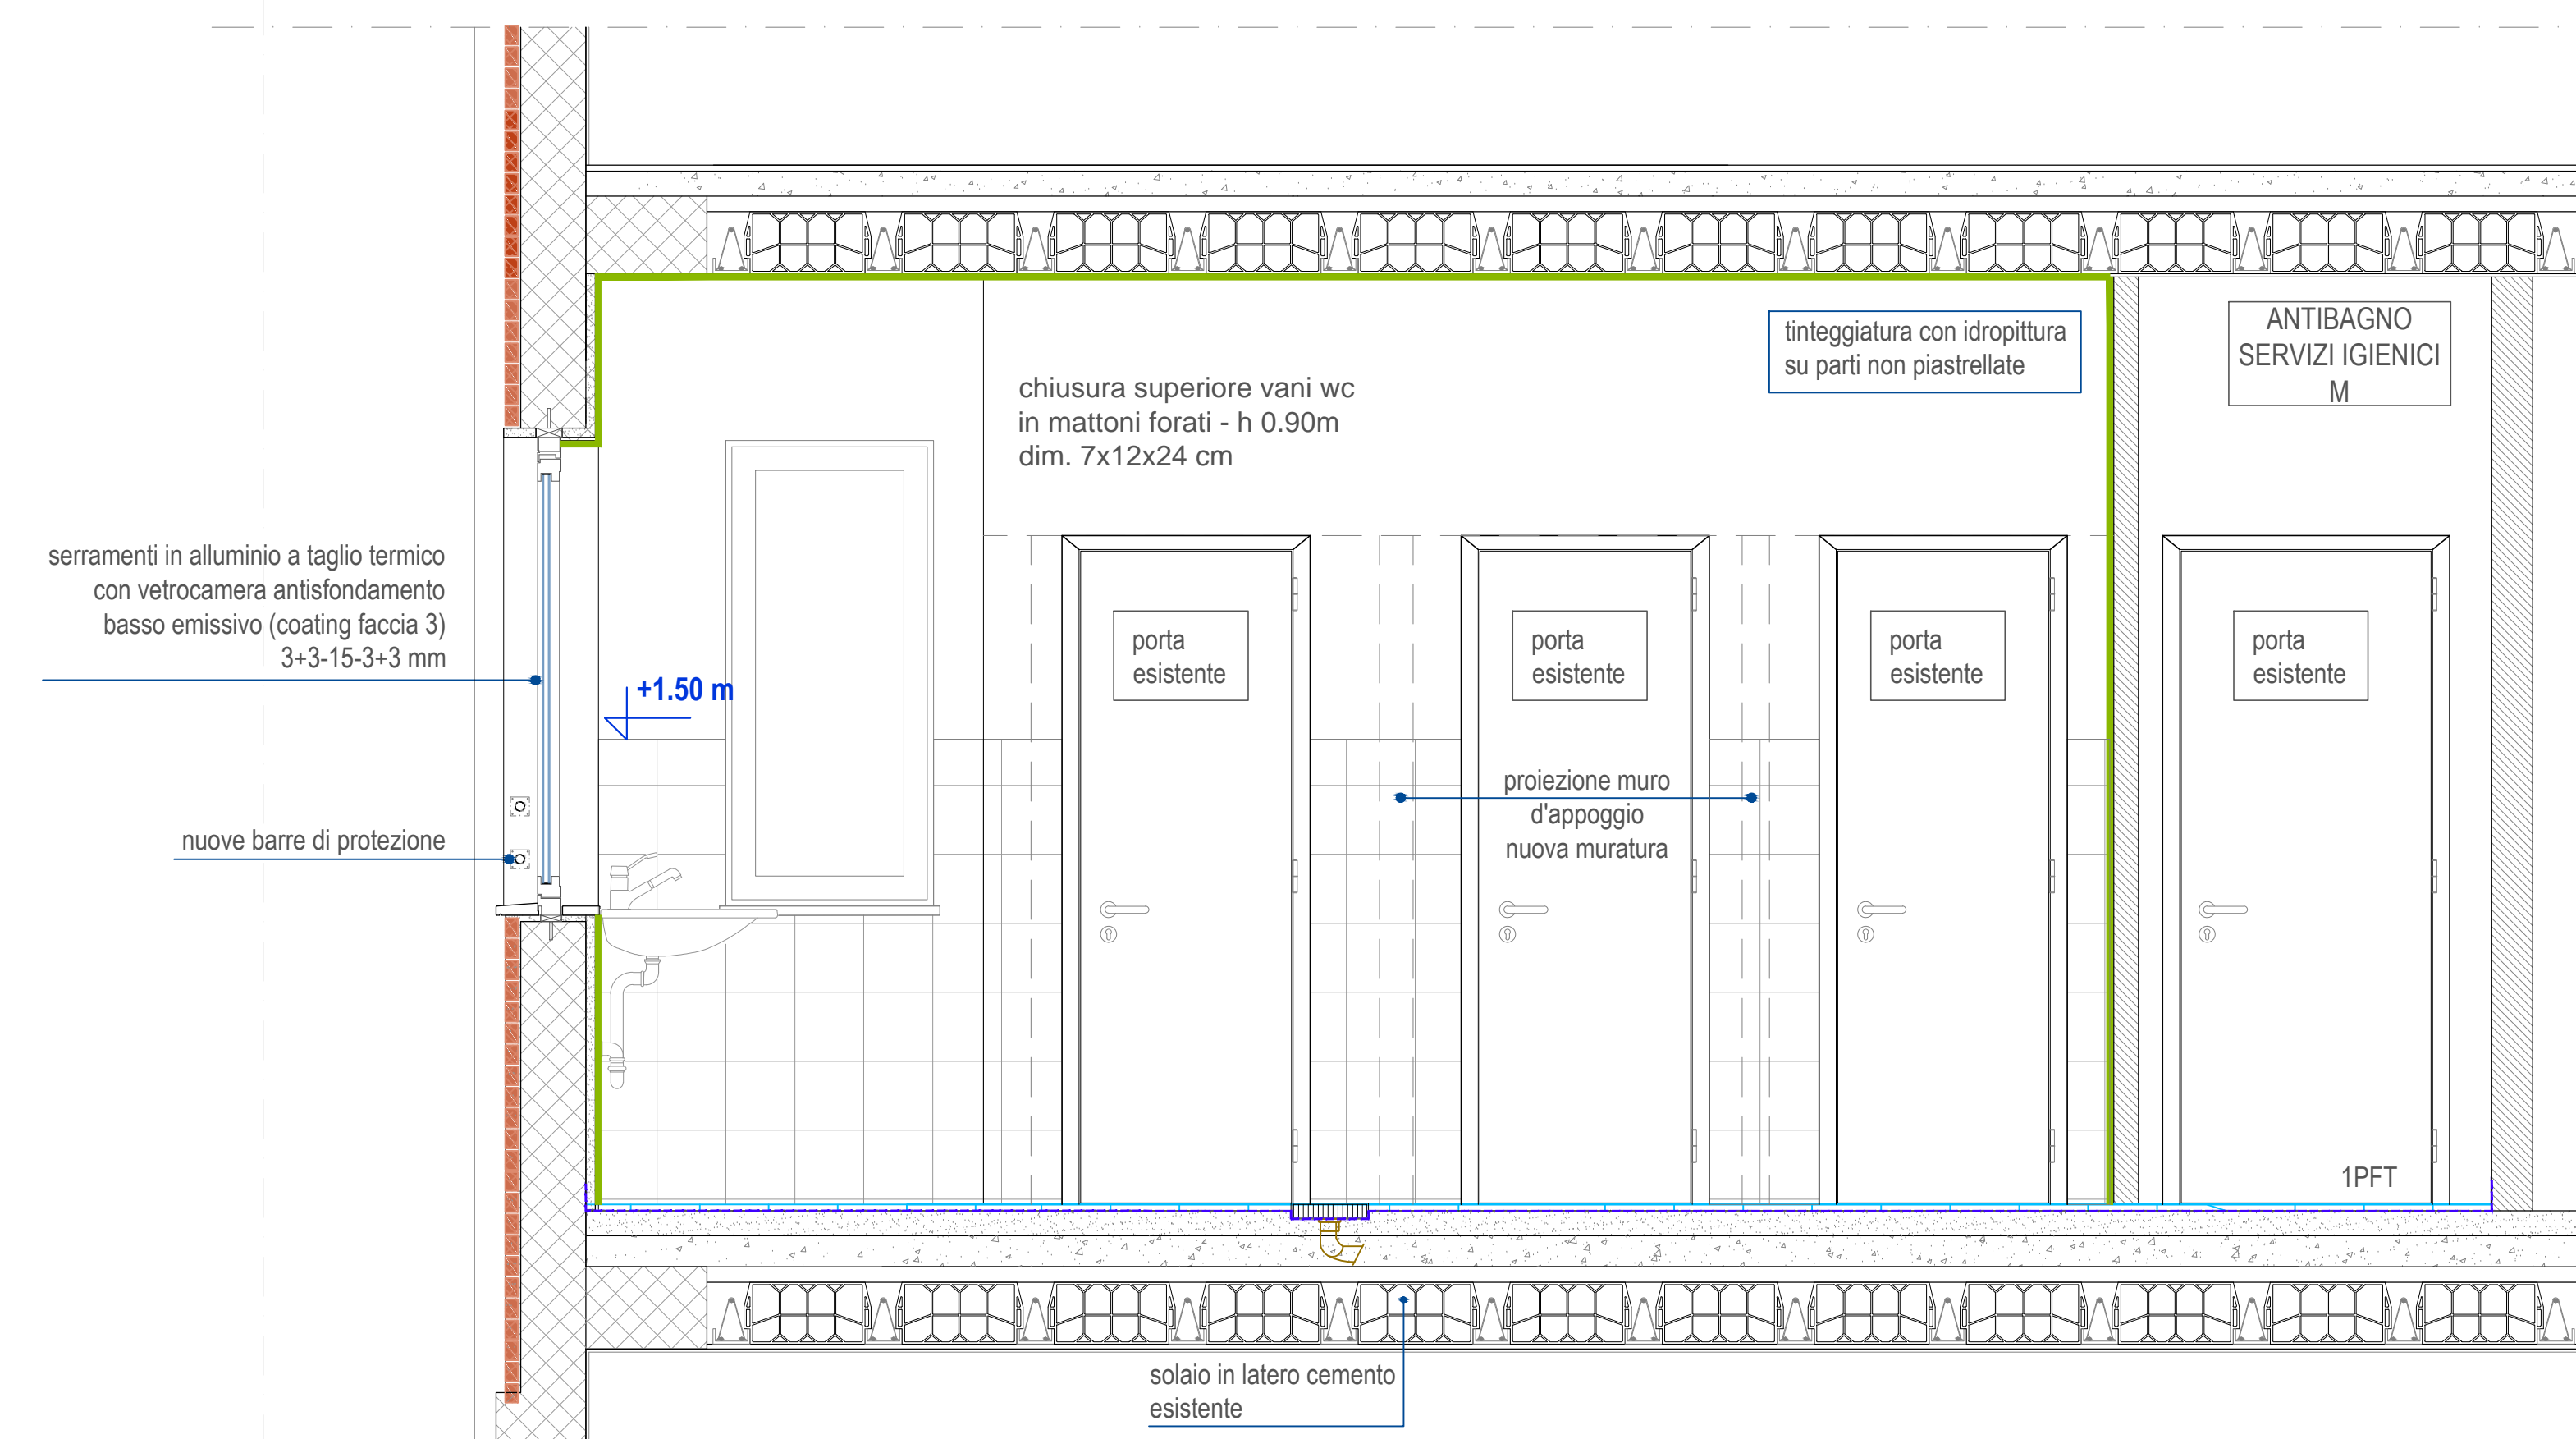 tinteggiatura con idropittura
su parti non piastrellate
ANTIBAGNO
SERVIZI IGIENICI
M
chiusura superiore vani wc
in mattoni forati - h 0.90m
dim. 7x12x24 cm
serramenti in alluminio a taglio termico
con vetrocamera antisfondamento
basso emissivo (coating faccia 3)
3+3-15-3+3 mm
+1.50 m
porta
esistente
porta
esistente
porta
esistente
porta
esistente
proiezione muro
d'appoggio
nuova muratura
nuove barre di protezione
1PFT
solaio in latero cemento
esistente